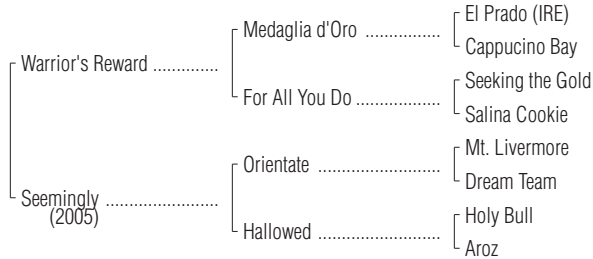 El Prado (IRE)
Medaglia d'Oro ................
Cappucino Bay
Warrior's Reward ..............
Seeking the Gold
For All You Do ..................
Salina Cookie
Mt. Livermore
Orientate ........................
Dream Team
Seemingly ........................
(2005)
Holy Bull
Hallowed ..........................
Aroz